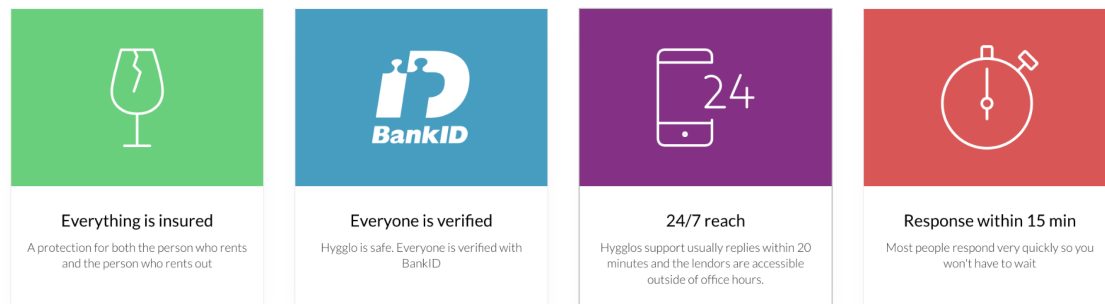 BankID
24
Everything is insured
A protection for both the person who rents
and the person who rents out
Everyone is verified
Hygglo is safe. Everyone is verified with
BankID
24/7 reach
Hygglos support usually replies within 20
minutes and the lendors are accessible
outside of office hours.
Response within 15 min
Most people respond very quickly so you
won't have to wait